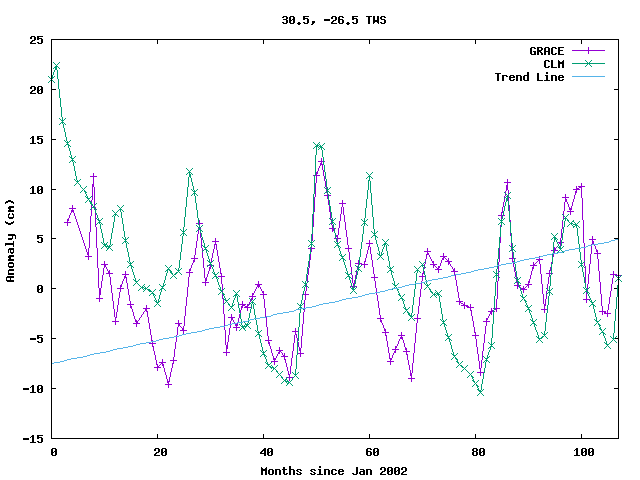 30.5, -26.5 TWS
GRACE
CLM
Trend Line
25
20
15
10
5
0
-5
-10
-15
Anomaly (cm)
0 20 40 60 80 100
Months since Jan 2002